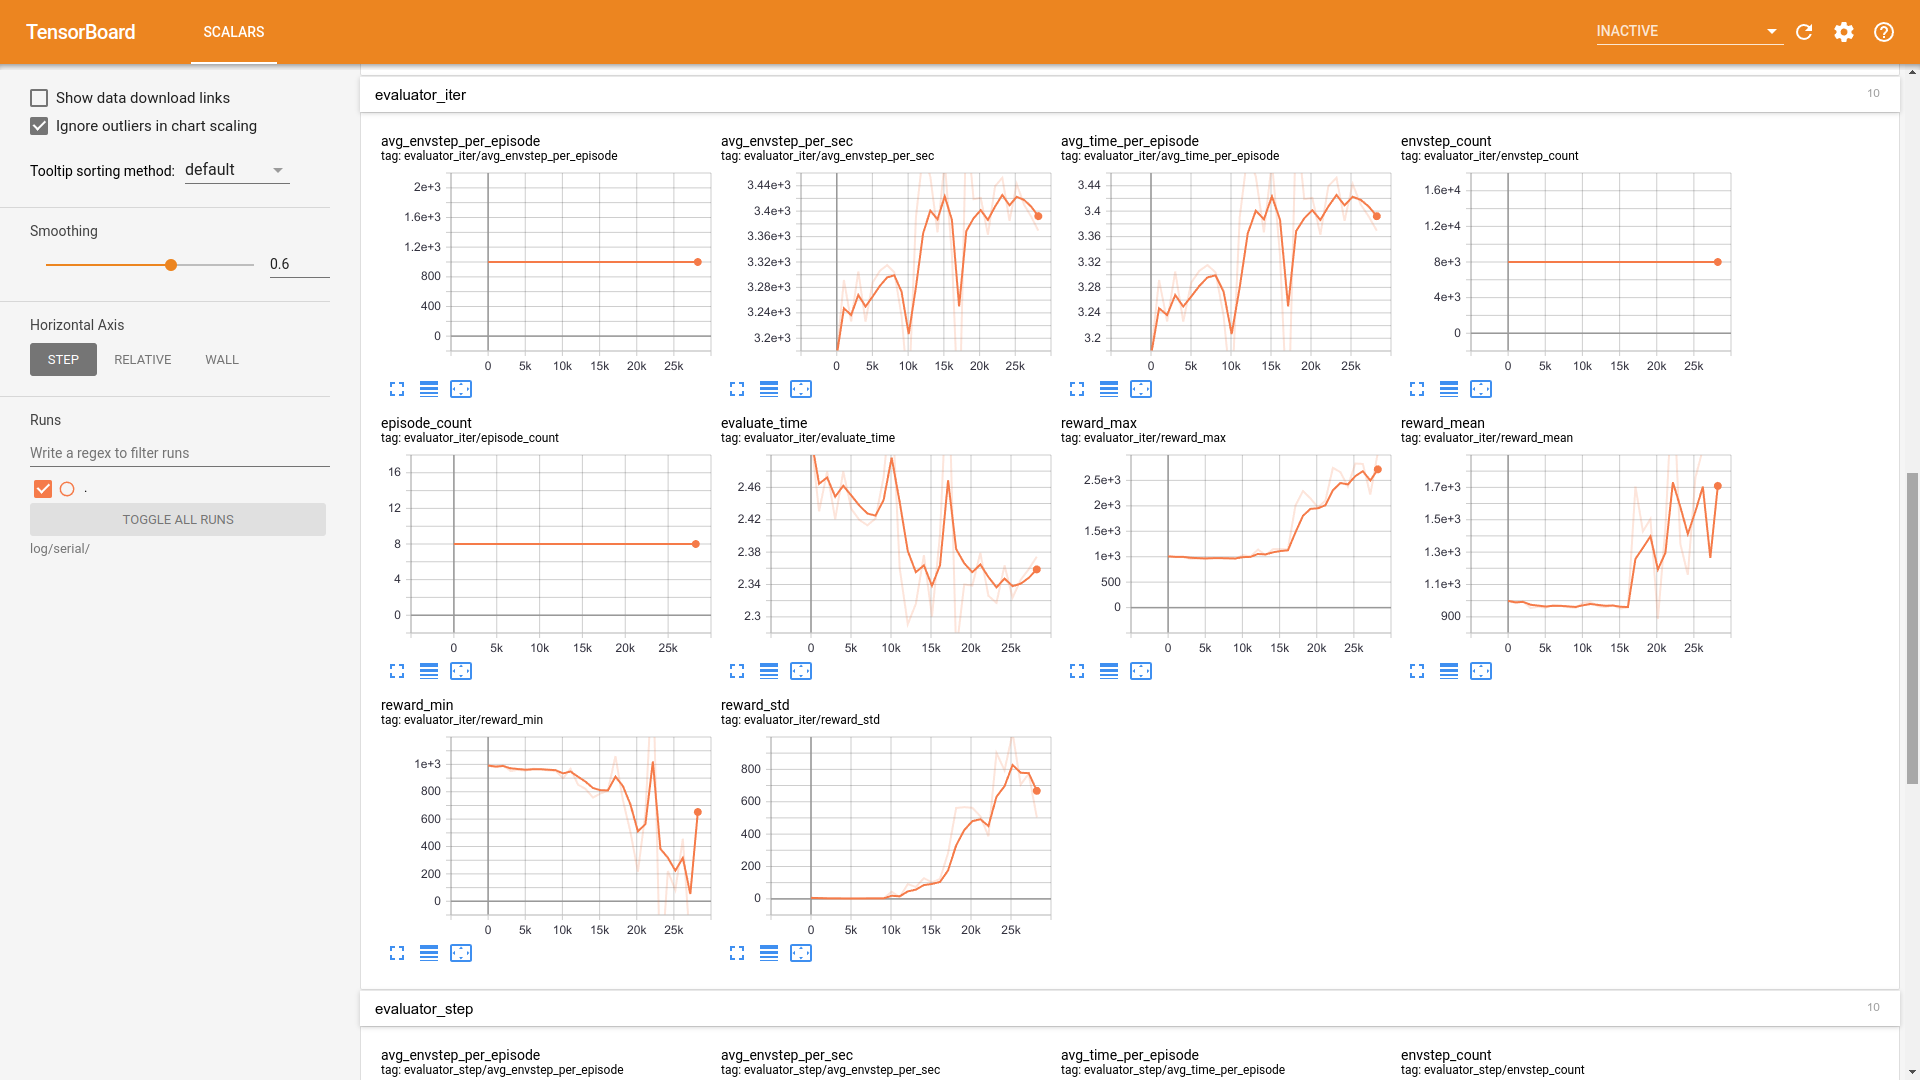 TensorBoard
SCALARS
INACTIVE
Show data download links
Ignore outliers in chart scaling
Tooltip sorting method: default
Smoothing
0.6
Horizontal Axis
STEP RELATIVE WALL
Runs
Write a regex to filter runs
.
TOGGLE ALL RUNS
log/serial/
evaluator_iter 10
avg_envstep_per_episode
tag: evaluator_iter/avg_envstep_per_episode
2e+3
1.6e+3
1.2e+3
800
400
0
0 5k 10k 15k 20k 25k
avg_envstep_per_sec
tag: evaluator_iter/avg_envstep_per_sec
3.44e+3
3.4e+3
3.36e+3
3.32e+3
3.28e+3
3.24e+3
3.2e+3
0 5k 10k 15k 20k 25k
avg_time_per_episode
tag: evaluator_iter/avg_time_per_episode
3.44
3.4
3.36
3.32
3.28
3.24
3.2
0 5k 10k 15k 20k 25k
envstep_count
tag: evaluator_iter/envstep_count
1.6e+4
1.2e+4
8e+3
4e+3
0
0 5k 10k 15k 20k 25k
episode_count
tag: evaluator_iter/episode_count
16
12
8
4
0
0 5k 10k 15k 20k 25k
evaluate_time
tag: evaluator_iter/evaluate_time
2.46
2.42
2.38
2.34
2.3
0 5k 10k 15k 20k 25k
reward_max
tag: evaluator_iter/reward_max
2.5e+3
2e+3
1.5e+3
1e+3
500
0
0 5k 10k 15k 20k 25k
reward_mean
tag: evaluator_iter/reward_mean
1.7e+3
1.5e+3
1.3e+3
1.1e+3
900
0 5k 10k 15k 20k 25k
reward_min
tag: evaluator_iter/reward_min
1e+3
800
600
400
200
0
0 5k 10k 15k 20k 25k
reward_std
tag: evaluator_iter/reward_std
800
600
400
200
0
0 5k 10k 15k 20k 25k
evaluator_step 10
avg_envstep_per_episode
tag: evaluator_step/avg_envstep_per_episode
avg_envstep_per_sec
tag: evaluator_step/avg_envstep_per_sec
avg_time_per_episode
tag: evaluator_step/avg_time_per_episode
envstep_count
tag: evaluator_step/envstep_count